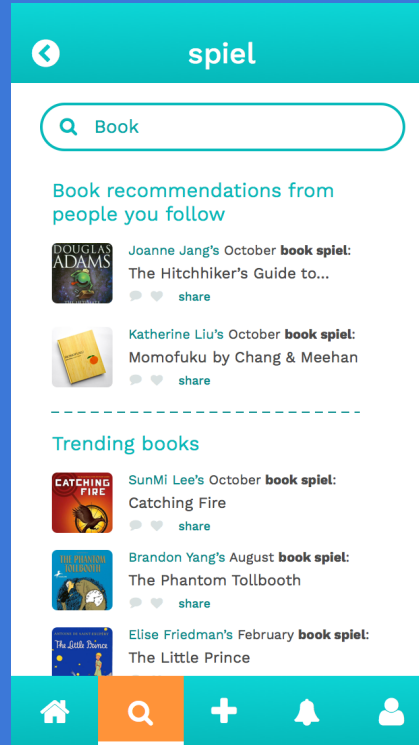 spiel
Book
Book recommendations from
people you follow
DOUGLAS
ADAMS
Joanne Jang's October book spiel:
The Hitchhiker's Guide to...
share
Katherine Liu's October book spiel:
Momofuku by Chang & Meehan
share
Trending books
CATCHING
FIRE
SunMi Lee's October book spiel:
Catching Fire
share
THE PHANTOM
TOLLBOOTH
Brandon Yang's August book spiel:
The Phantom Tollbooth
share
The Little Prince
Elise Friedman's February book spiel:
The Little Prince